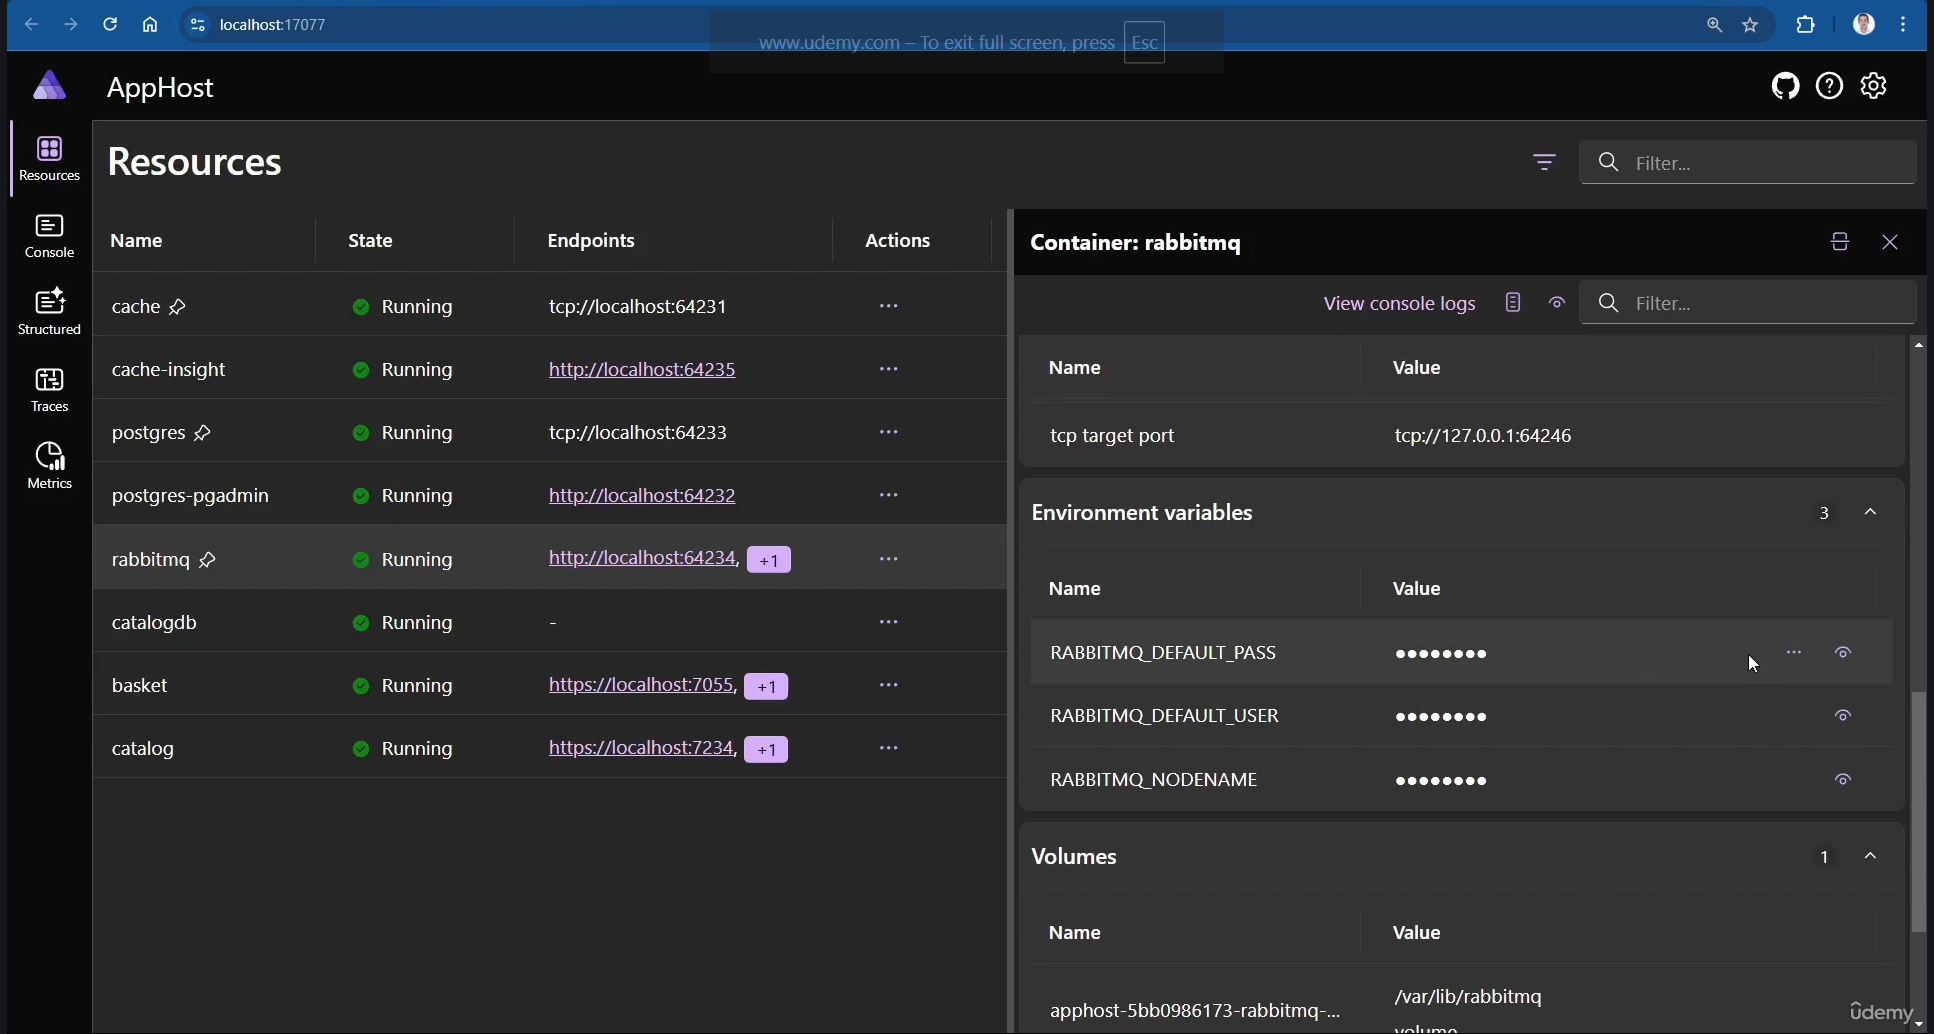 localhost:17077
www.udemy.com – To exit full screen, press Esc
AppHost
Resources
Console
Structured
Traces
Metrics
Resources
Filter...
Name State Endpoints Actions
cache Running tcp://localhost:64231
cache-insight Running http://localhost:64235
postgres Running tcp://localhost:64233
postgres-pgadmin Running http://localhost:64232
rabbitmq Running http://localhost:64234, +1
catalogdb Running -
basket Running https://localhost:7055, +1
catalog Running https://localhost:7234, +1
Container: rabbitmq
View console logs Filter...
Name Value
tcp target port tcp://127.0.0.1:64246
Environment variables 3
Name Value
RABBITMQ_DEFAULT_PASS ●●●●●●●●
RABBITMQ_DEFAULT_USER ●●●●●●●●
RABBITMQ_NODENAME ●●●●●●●●
Volumes 1
Name Value
apphost-5bb0986173-rabbitmq-... /var/lib/rabbitmq
volume
ûdemy